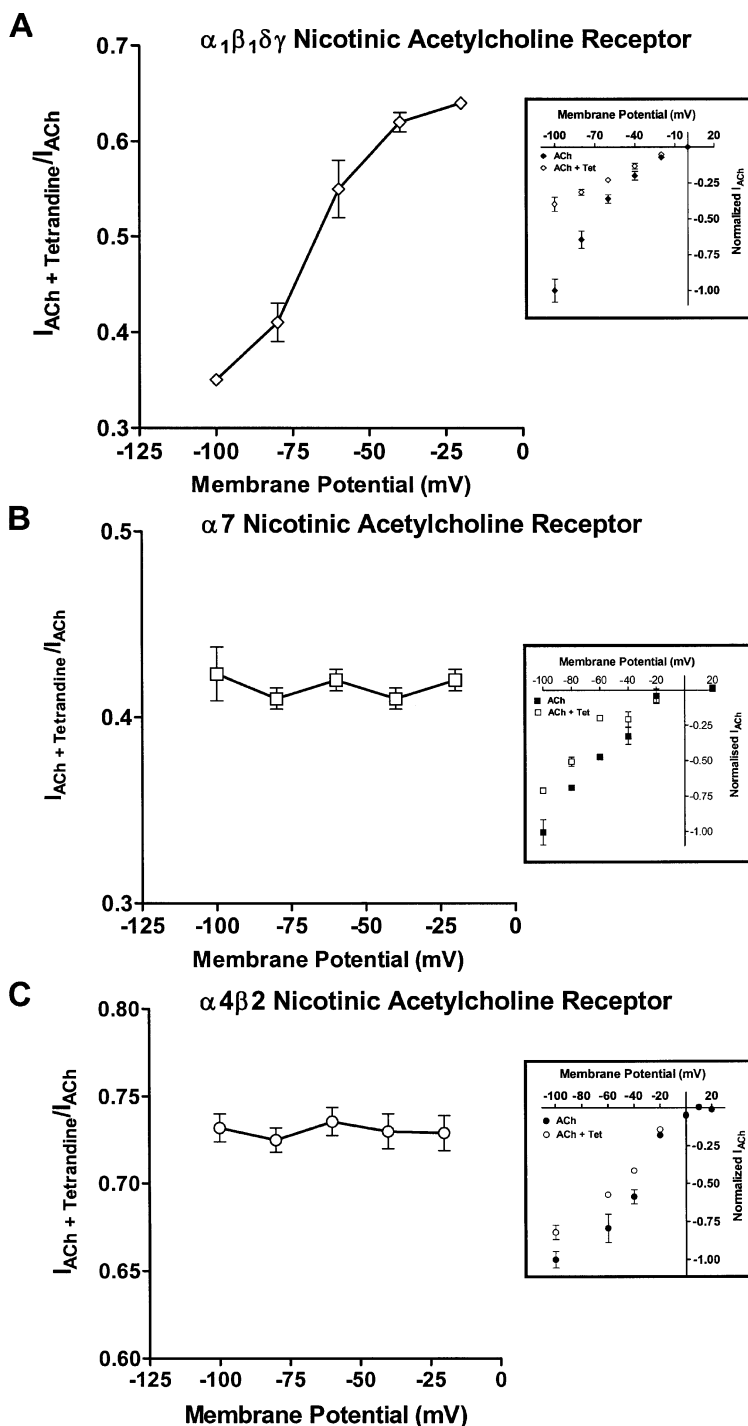 A
α1β1δγ Nicotinic Acetylcholine Receptor
0.7
0.6
0.5
0.4
0.3
IACh + Tetrandine/IACh
-125 -100 -75 -50 -25 0
Membrane Potential (mV)
Membrane Potential (mV)
-100 -70 -40 -10 20
ACh
ACh + Tet
-0.25
-0.50
-0.75
-1.00
Normalized IACh
B
α7 Nicotinic Acetylcholine Receptor
0.5
0.4
0.3
IACh + Tetrandine/IACh
-125 -100 -75 -50 -25 0
Membrane Potential (mV)
Membrane Potential (mV)
-100 -80 -60 -40 -20 20
ACh
ACh + Tet
-0.25
-0.50
-0.75
-1.00
Normalised IACh
C
α4β2 Nicotinic Acetylcholine Receptor
0.80
0.75
0.70
0.65
0.60
IACh + Tetrandine/IACh
-125 -100 -75 -50 -25 0
Membrane Potential (mV)
Membrane Potential (mV)
-100 -60 -40 -20 20
ACh
ACh + Tet
-0.25
-0.50
-0.75
-1.00
Normalized IACh